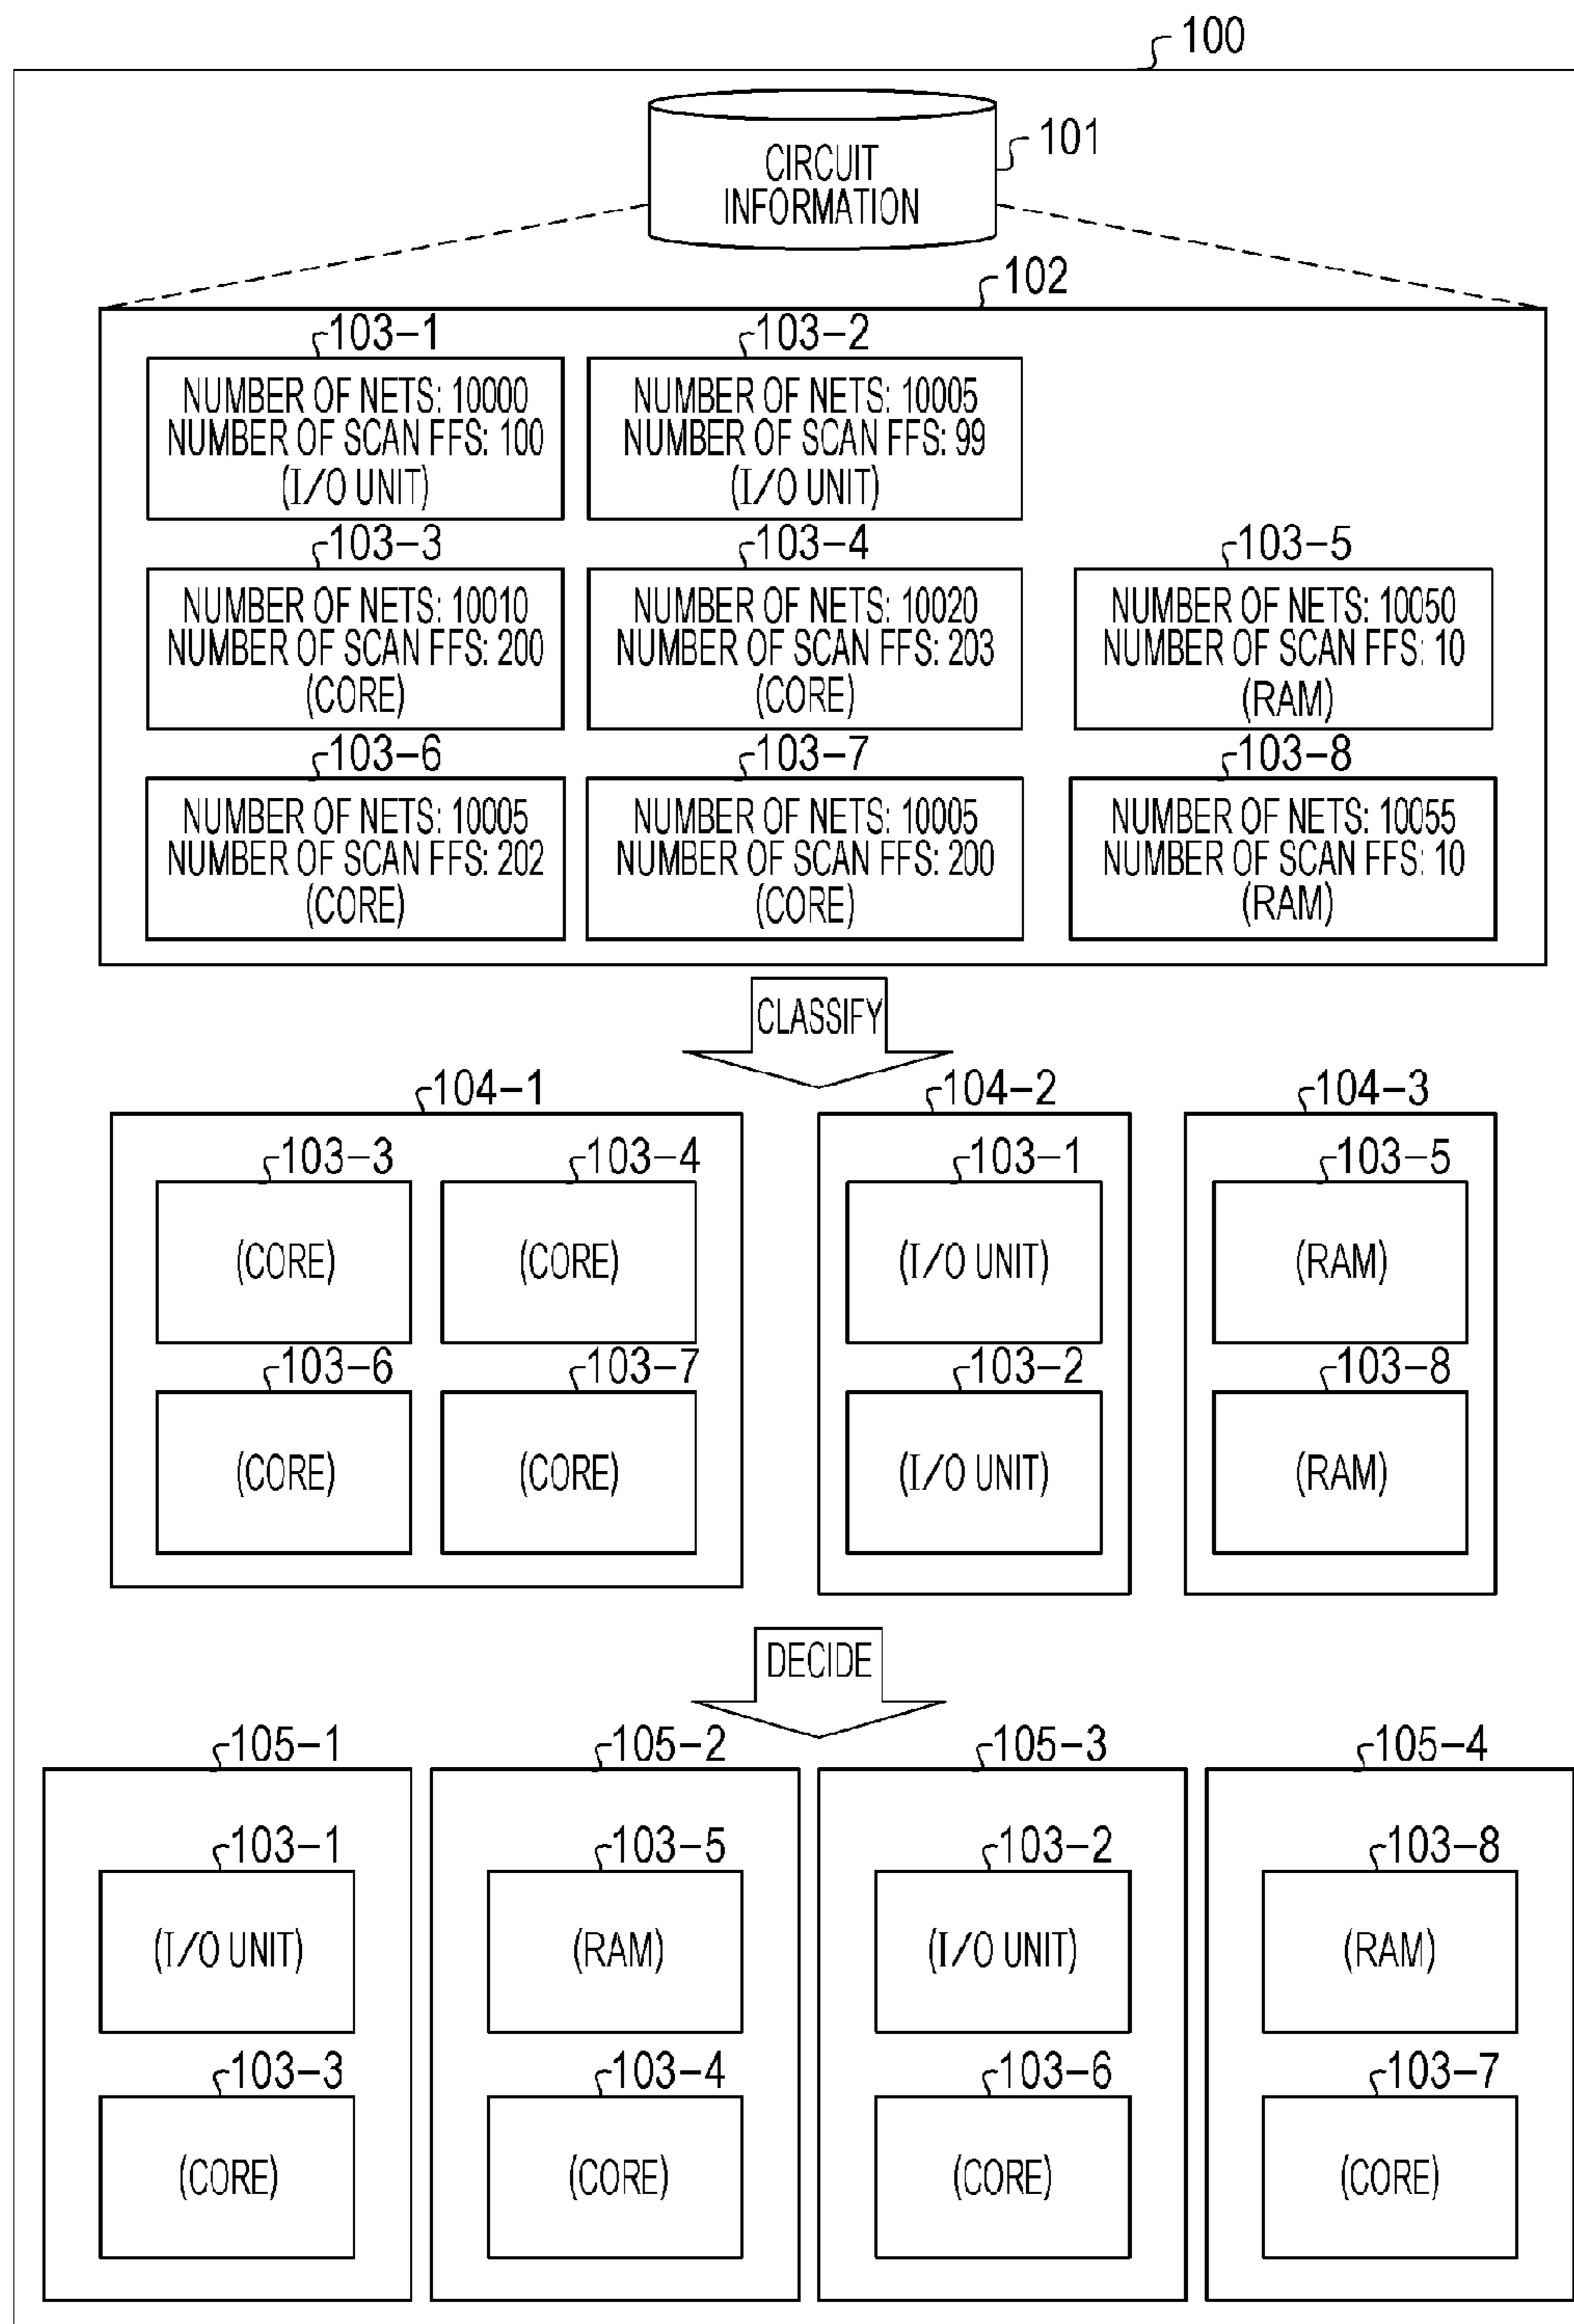 100
CIRCUIT
INFORMATION
101
102
103-1
NUMBER OF NETS: 10000
NUMBER OF SCAN FFS: 100
(I/O UNIT)
103-2
NUMBER OF NETS: 10005
NUMBER OF SCAN FFS: 99
(I/O UNIT)
103-3
NUMBER OF NETS: 10010
NUMBER OF SCAN FFS: 200
(CORE)
103-4
NUMBER OF NETS: 10020
NUMBER OF SCAN FFS: 203
(CORE)
103-5
NUMBER OF NETS: 10050
NUMBER OF SCAN FFS: 10
(RAM)
103-6
NUMBER OF NETS: 10005
NUMBER OF SCAN FFS: 202
(CORE)
103-7
NUMBER OF NETS: 10005
NUMBER OF SCAN FFS: 200
(CORE)
103-8
NUMBER OF NETS: 10055
NUMBER OF SCAN FFS: 10
(RAM)
CLASSIFY
104-1
103-3
(CORE)
103-4
(CORE)
103-6
(CORE)
103-7
(CORE)
104-2
103-1
(I/O UNIT)
103-2
(I/O UNIT)
104-3
103-5
(RAM)
103-8
(RAM)
DECIDE
105-1
103-1
(I/O UNIT)
103-3
(CORE)
105-2
103-5
(RAM)
103-4
(CORE)
105-3
103-2
(I/O UNIT)
103-6
(CORE)
105-4
103-8
(RAM)
103-7
(CORE)